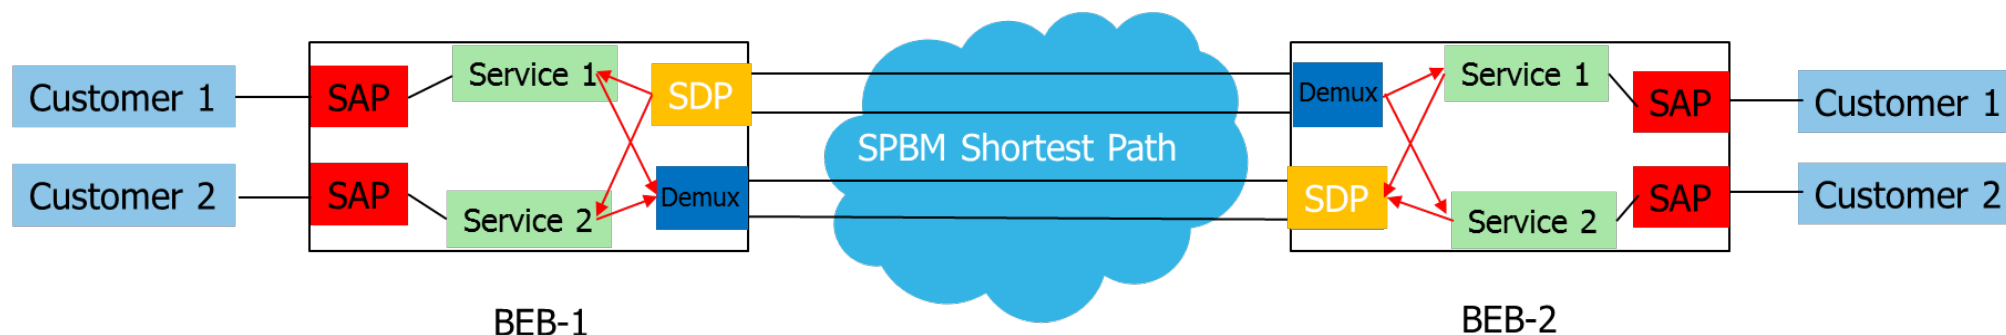 Customer 1
SAP
Service 1
SDP
Customer 2
SAP
Service 2
Demux
BEB-1
SPBM Shortest Path
Demux
Service 1
SAP
Customer 1
SDP
Service 2
SAP
Customer 2
BEB-2